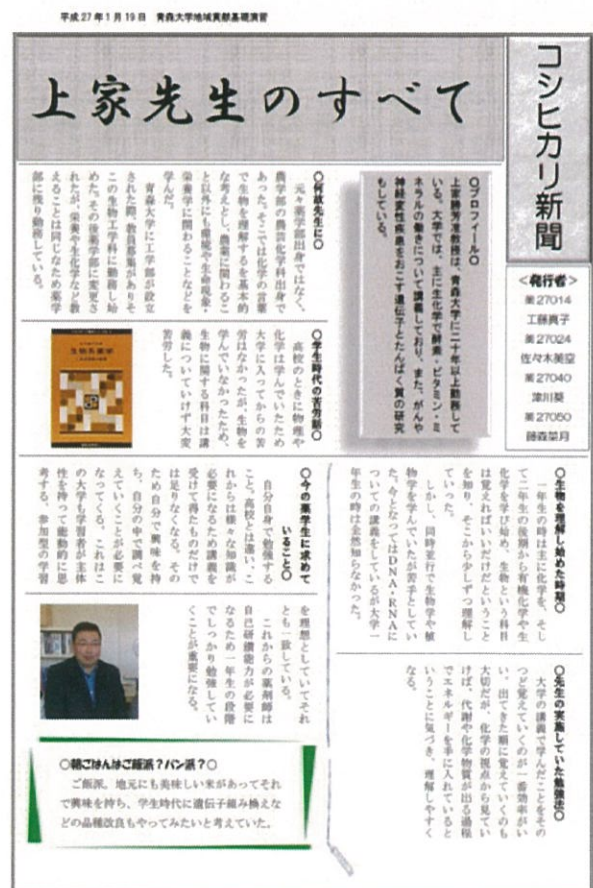 平成27年1月19日　青森大学地域貢献基礎演習
コシヒカリ新聞
上家先生のすべて
＜発行者＞
薬27014
工藤真子
薬27024
佐々木美空
薬27040
津川葵
薬27050
藤森菜月
○プロフィール○
上家勝芳准教授は、青森大学に二十年以上勤務して
いる。大学では、主に生化学で酵素・ビタミン・ミ
ネラルの働きについて講義しており、また、がんや
神経変性疾患をおこす遺伝子とたんぱく質の研究
もしている。
○何故先生に○
元々薬学部出身ではなく、
農学部の農芸化学科出身で
あった。そこでは化学の言葉
で生物を理解するを基本的
な考えとし、農業に関わるこ
と以外にも環境や生命現象・
栄養学に関わることなどを
学んだ。
青森大学に工学部が設立
された際、教員募集がありそ
この生物工学科に勤務し始
めた。その後薬学部に変更さ
れたが、栄養や生化学など教
えることは同じなため薬学
部に残り勤務している。
○学生時代の苦労話○
高校のときに物理や
化学は学んでいたため
大学に入ってからの苦
労はなかったが、生物を
学んでいなかったため、
生物に関する科目は講
義についていけず大変
苦労した。
○生物を理解し始めた時期○
一年生の時は主に化学を、そし
て二年生の後期から有機化学や生
化学を学び始め、生物という科目
は覚えればいいだけだということ
を知り、そこから少しずつ理解し
ていった。
しかし、同時並行で生物学や植
物学を学んでいたが苦手としてい
た。今となってはDNA・RNAに
ついての講義をしているが大学一
年生の時は全然知らなかった。
○今の薬学生に求めて
いること○
自分自身で勉強する
こと。高校とは違い、こ
れからは様々な知識が
必要になるため講義を
受けて得たものだけで
は足りなくなる。その
ため自分で興味を持
ち、自分の中で調べ覚
えていくことが必要に
なってくる。これはこ
の大学も学習者が主体
性を持って能動的に思
考する、参加型の学習
を理想としていてそれ
とも一致している。
これからの薬剤師は
自己研鑽能力が必要に
なるため一年生の段階
でしっかり勉強してい
くことが重要になる。
○先生の実施していた勉強法○
大学の講義で学んだことをその
つど覚えていくのが一番効率がい
い。出てきた順に覚えていくのも
大切だが、化学の視点から見てい
けば、代謝や化学物質が出る過程
でエネルギーを手に入れていると
いうことに気づき、理解しやすく
なる。
○朝ごはんはご飯派？パン派？○
ご飯派。地元にも美味しい米があってそれ
で興味を持ち、学生時代に遺伝子組み換えな
どの品種改良もやってみたいと考えていた。